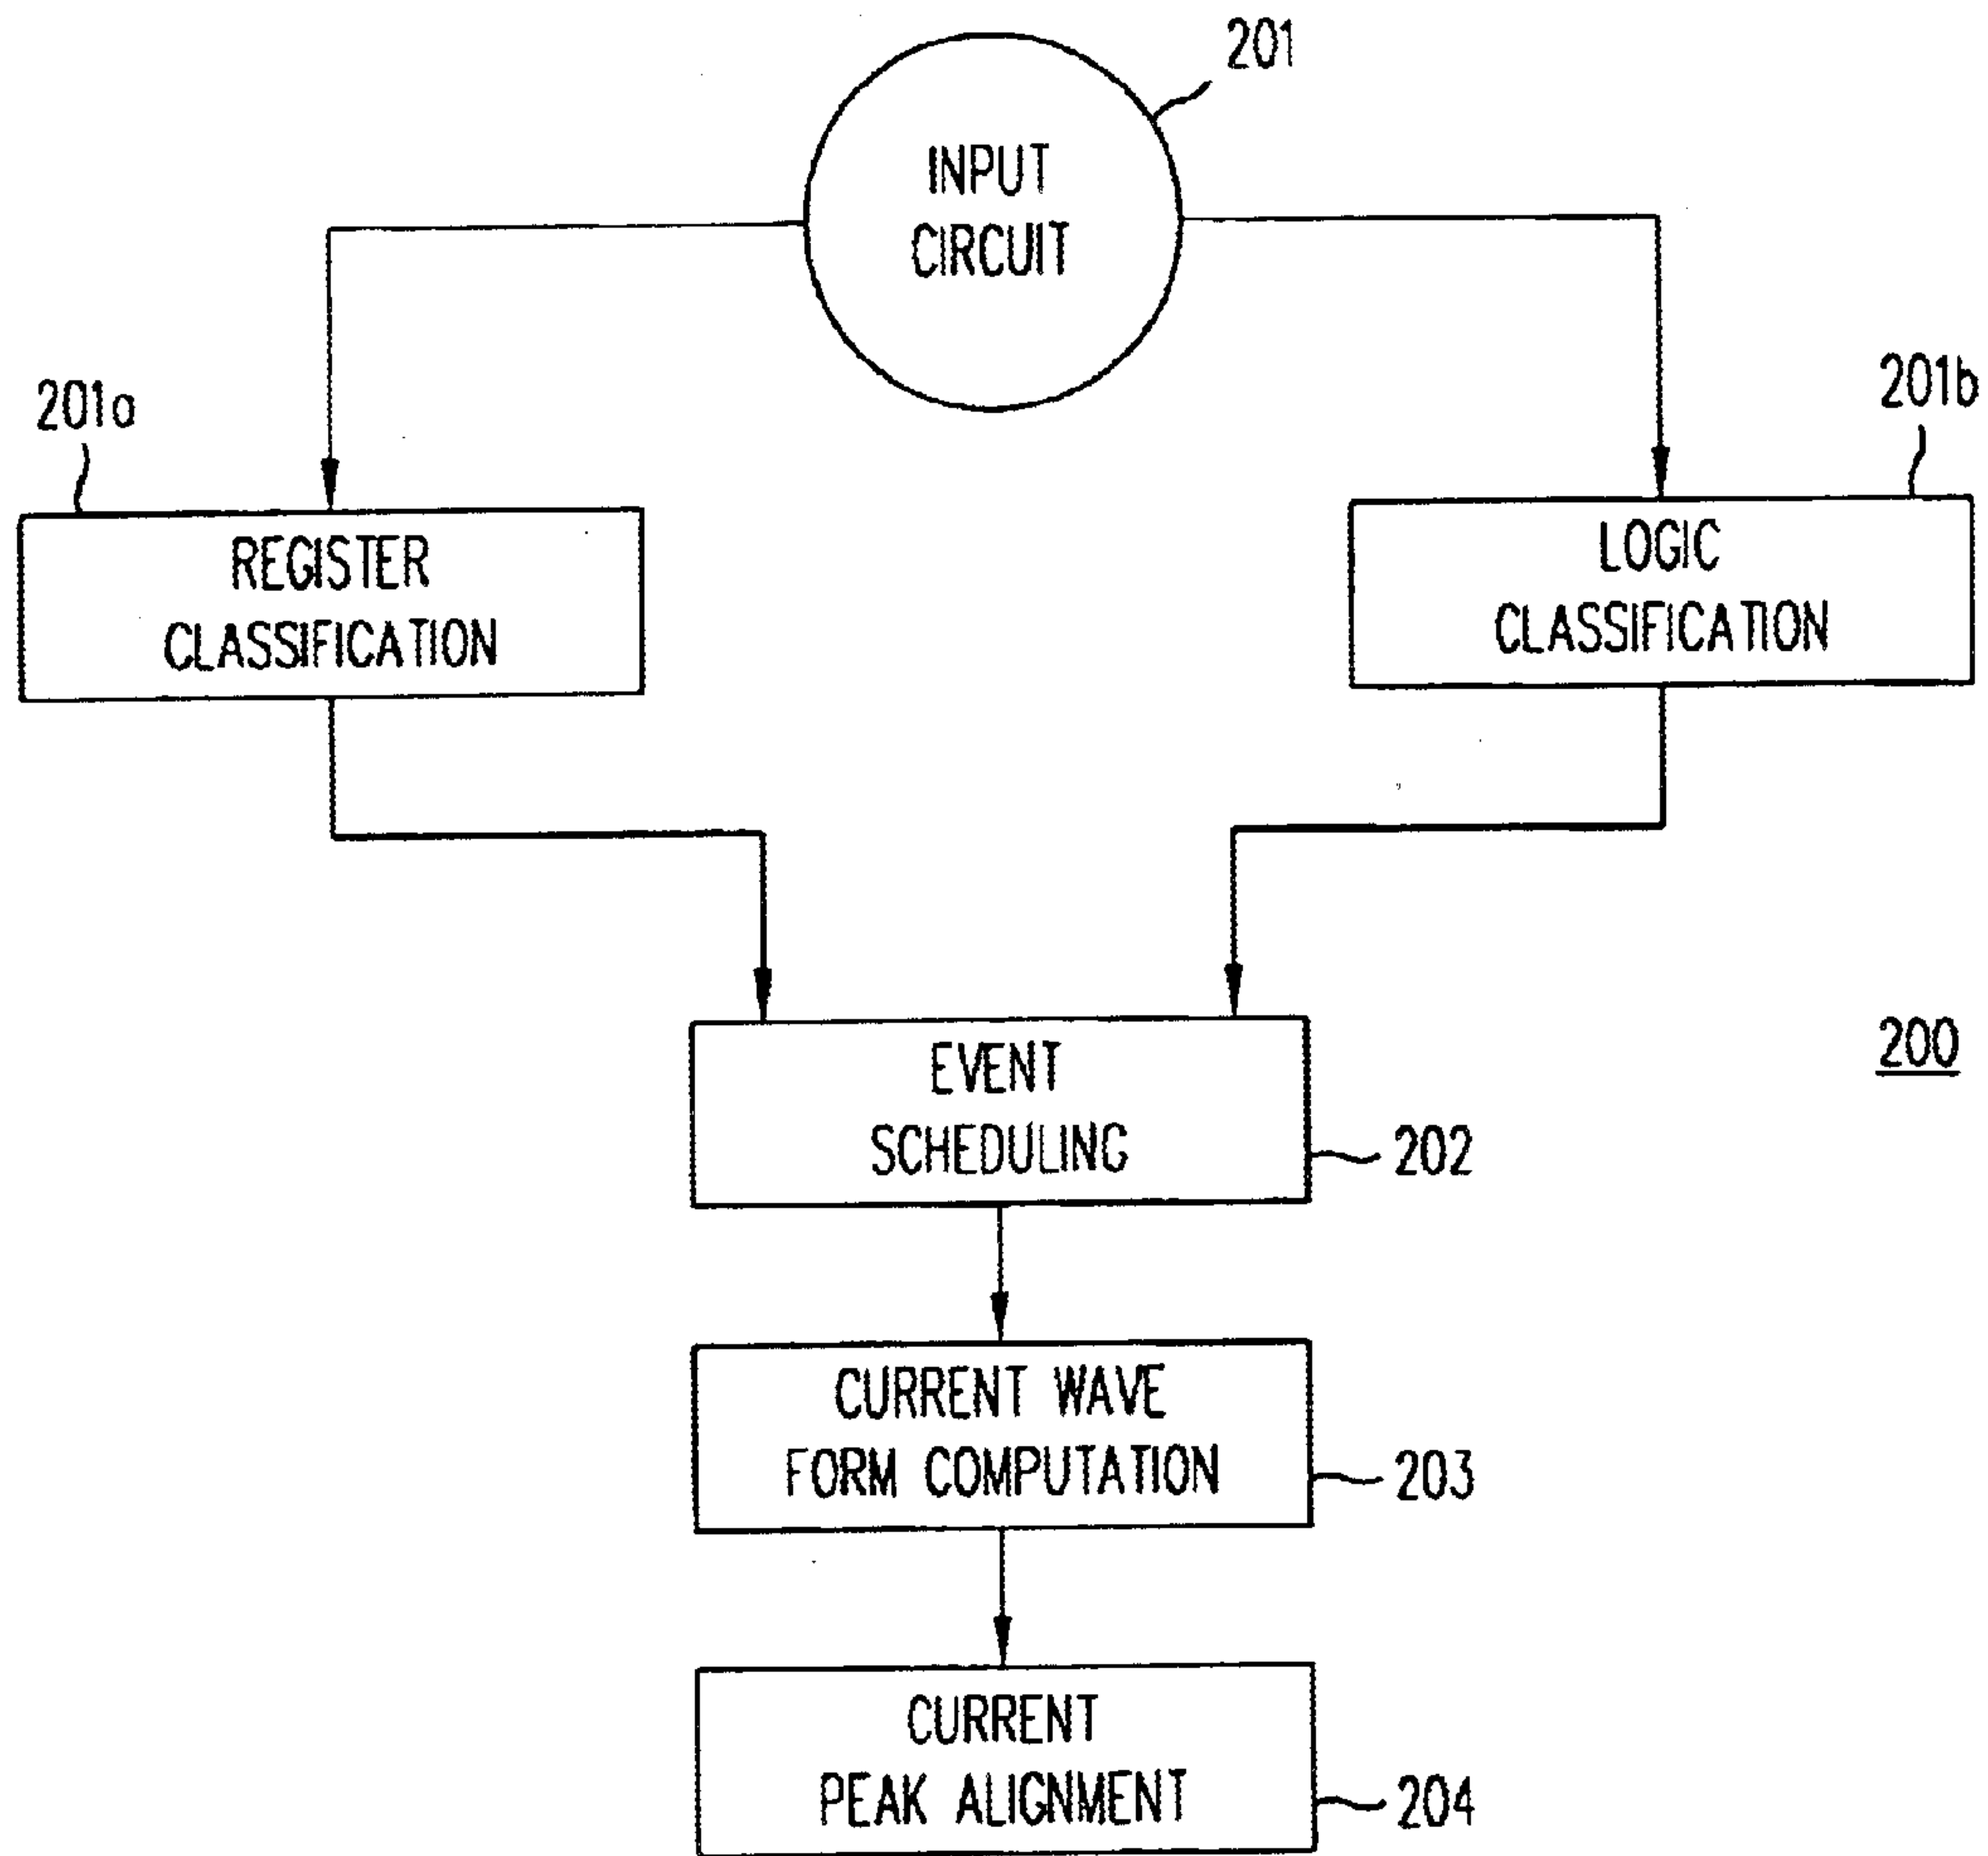 201
INPUT
CIRCUIT
201a
201b
REGISTER
CLASSIFICATION
LOGIC
CLASSIFICATION
EVENT
SCHEDULING
200
202
CURRENT WAVE
FORM COMPUTATION
203
CURRENT
PEAK ALIGNMENT
204